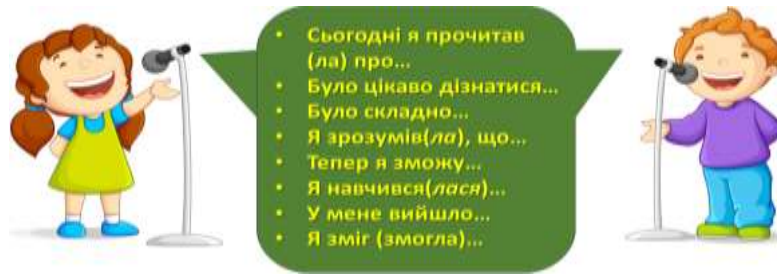 • Сьогодні я прочитав
(ла) про...
• Було цікаво дізнатися...
• Було складно...
• Я зрозумів(ла), що...
• Тепер я зможу...
• Я навчився(лася)...
• У мене вийшло...
• Я зміг (змогла)...